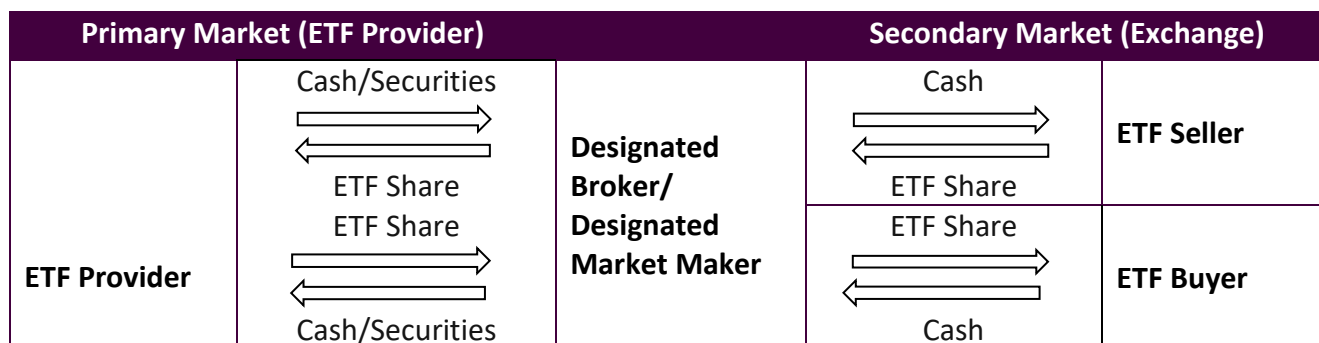 Primary Market (ETF Provider)
Secondary Market (Exchange)
ETF Provider
Cash/Securities
ETF Share
ETF Share
Cash/Securities
Designated
Broker/
Designated
Market Maker
Cash
ETF Share
ETF Seller
ETF Share
Cash
ETF Buyer